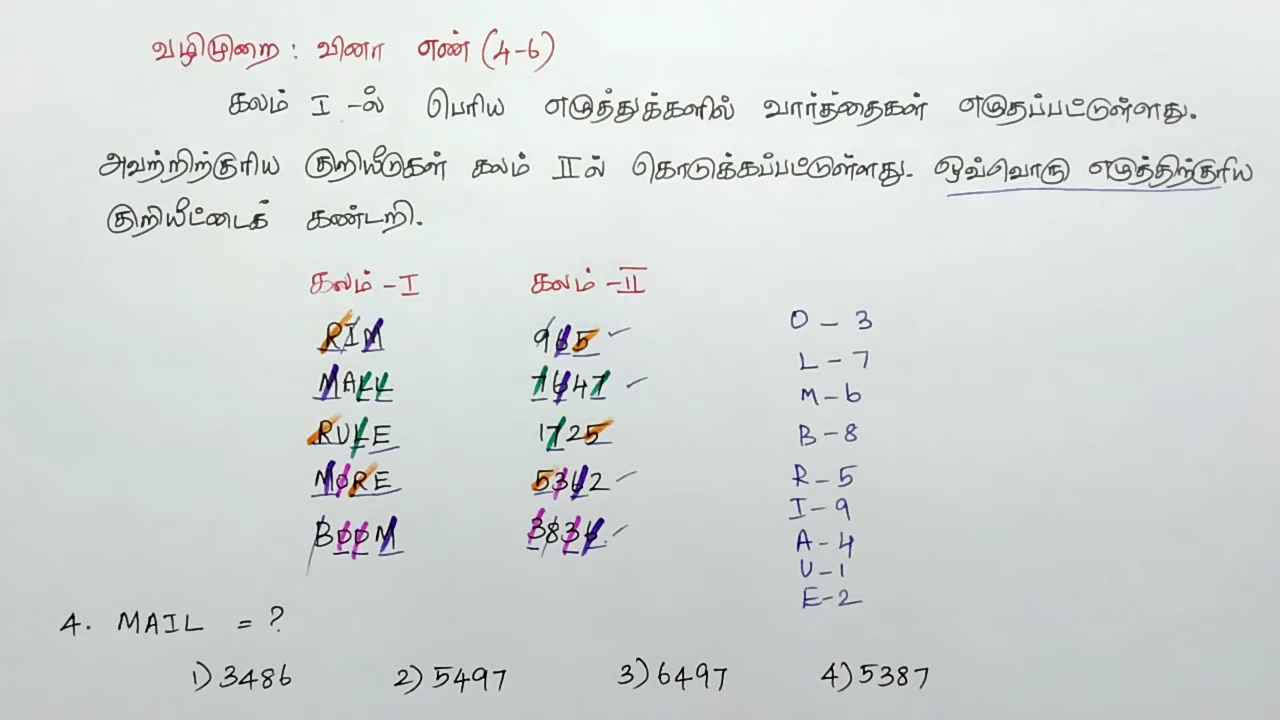 வழிமுறை : வினா எண் (4-6)
கலம் I -ல் பெரிய எழுத்துக்களில் வார்த்தைகள் எழுதப்பட்டுள்ளது.
அவற்றிற்குரிய குறியீடுகள் கலம் II ல் கொடுக்கப்பட்டுள்ளது. ஒவ்வொரு எழுத்திற்குரிய
குறியீட்டைக் கண்டறி.
கலம் - I கலம் - II
RIM 965
MALL 7647
RULE 1725
MORE 5362
BOOM 3836
O - 3
L - 7
M - 6
B - 8
R - 5
I - 9
A - 4
U - 1
E - 2
4. MAIL = ?
1) 3486 2) 5497 3) 6497 4) 5387